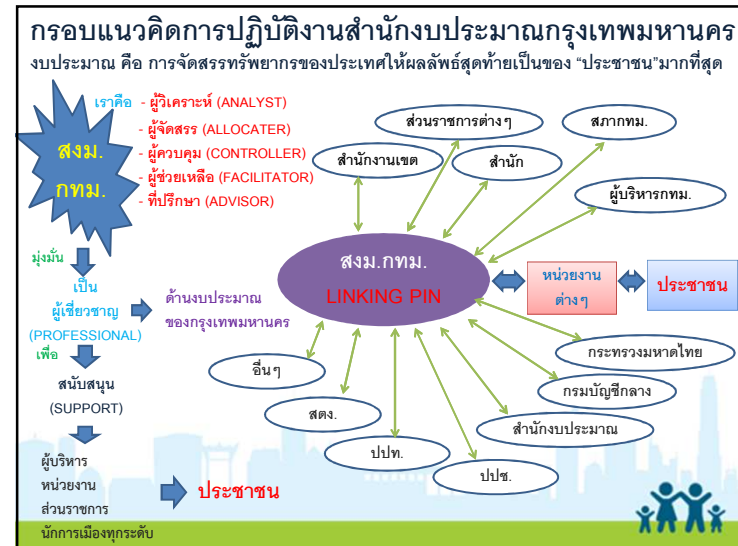 กรอบแนวคิดการปฏิบัติงานสำนักงบประมาณกรุงเทพมหานคร
งบประมาณ คือ การจัดสรรทรัพยากรของประเทศให้ผลลัพธ์สุดท้ายเป็นของ “ประชาชน”มากที่สุด
เราคือ - ผู้วิเคราะห์ (ANALYST)
- ผู้จัดสรร (ALLOCATER)
- ผู้ควบคุม (CONTROLLER)
- ผู้ช่วยเหลือ (FACILITATOR)
- ที่ปรึกษา (ADVISOR)
สงม.
กทม.
มุ่งมั่น
เป็น
ผู้เชี่ยวชาญ
(PROFESSIONAL)
ด้านงบประมาณ
ของกรุงเทพมหานคร
เพื่อ
สนับสนุน
(SUPPORT)
ผู้บริหาร
หน่วยงาน
ส่วนราชการ
นักการเมืองทุกระดับ
ประชาชน
ส่วนราชการต่างๆ
สภากทม.
สำนักงานเขต
สำนัก
ผู้บริหารกทม.
สงม.กทม.
LINKING PIN
หน่วยงาน
ต่างๆ
ประชาชน
กระทรวงมหาดไทย
กรมบัญชีกลาง
สำนักงบประมาณ
ปปช.
ปปท.
สตง.
อื่นๆ